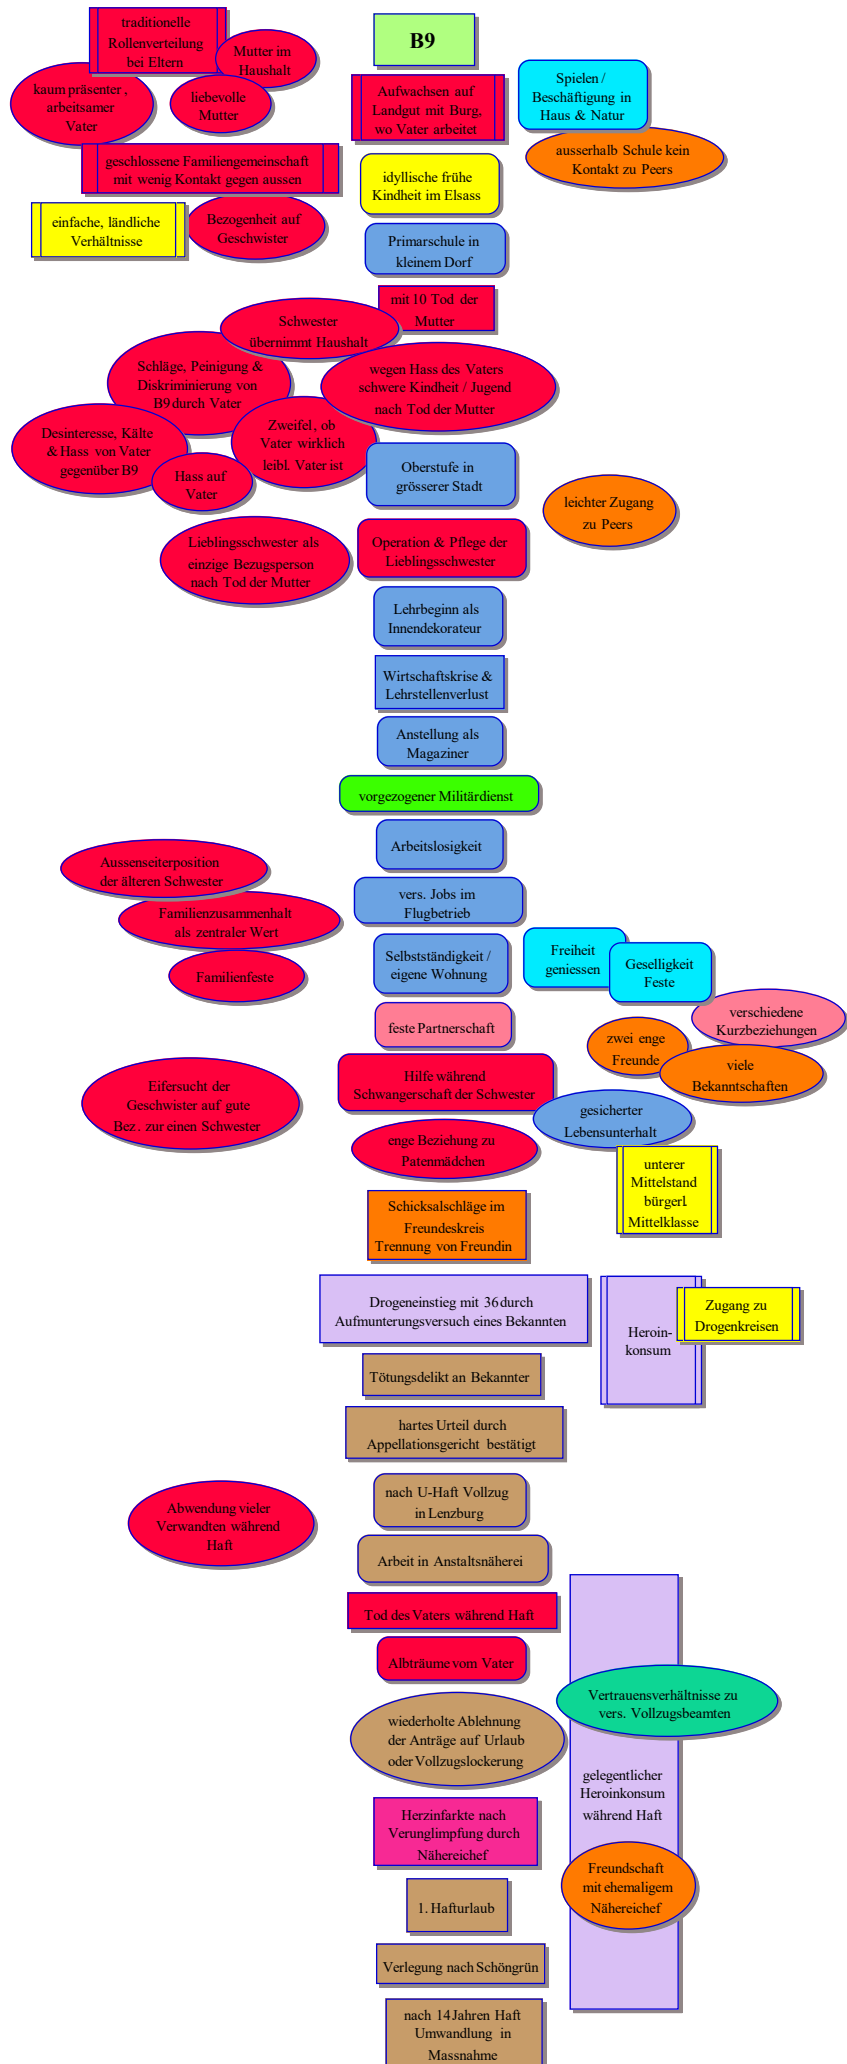 B9
traditionelle
Rollenverteilung
bei Eltern
Mutter im
Haushalt
kaum präsenter,
arbeitsamer
Vater
liebevolle
Mutter
Aufwachsen auf
Landgut mit Burg,
wo Vater arbeitet
Spielen /
Beschäftigung in
Haus & Natur
ausserhalb Schule kein
Kontakt zu Peers
geschlossene Familiengemeinschaft
mit wenig Kontakt gegen aussen
idyllische frühe
Kindheit im Elsass
einfache, ländliche
Verhältnisse
Bezogenheit auf
Geschwister
Primarschule in
kleinem Dorf
mit 10 Tod der
Mutter
Schwester
übernimmt Haushalt
Schläge, Peinigung &
Diskriminierung von
B9 durch Vater
wegen Hass des Vaters
schwere Kindheit / Jugend
nach Tod der Mutter
Desinteresse, Kälte
& Hass von Vater
gegenüber B9
Zweifel, ob
Vater wirklich
leibl. Vater ist
Hass auf
Vater
Oberstufe in
grösserer Stadt
leichter Zugang
zu Peers
Lieblingsschwester als
einzige Bezugsperson
nach Tod der Mutter
Operation & Pflege der
Lieblingsschwester
Lehrbeginn als
Innendekorateur
Wirtschaftskrise &
Lehrstellenverlust
Anstellung als
Magaziner
vorgezogener Militärdienst
Arbeitslosigkeit
Aussenseiterposition
der älteren Schwester
vers. Jobs im
Flugbetrieb
Familienzusammenhalt
als zentraler Wert
Familienfeste
Selbstständigkeit /
eigene Wohnung
Freiheit
geniessen
Geselligkeit
Feste
verschiedene
Kurzbeziehungen
feste Partnerschaft
zwei enge
Freunde
viele
Bekanntschaften
Eifersucht der
Geschwister auf gute
Bez. zur einen Schwester
Hilfe während
Schwangerschaft der Schwester
gesicherter
Lebensunterhalt
enge Beziehung zu
Patenmädchen
unterer
Mittelstand
bürgerl.
Mittelklasse
Schicksalschläge im
Freundeskreis
Trennung von Freundin
Drogeneinstieg mit 36 durch
Aufmunterungsversuch eines Bekannten
Heroin-
konsum
Zugang zu
Drogenkreisen
Tötungsdelikt an Bekannter
hartes Urteil durch
Appellationsgericht bestätigt
nach U-Haft Vollzug
in Lenzburg
Abwendung vieler
Verwandten während
Haft
Arbeit in Anstaltsnäherei
Tod des Vaters während Haft
Albträume vom Vater
Vertrauensverhältnisse zu
vers. Vollzugsbeamten
wiederholte Ablehnung
der Anträge auf Urlaub
oder Vollzugslockerung
gelegentlicher
Heroinkonsum
während Haft
Herzinfarkte nach
Verunglimpfung durch
Nähereichef
Freundschaft
mit ehemaligem
Nähereichef
1. Hafturlaub
Verlegung nach Schöngrün
nach 14 Jahren Haft
Umwandlung in
Massnahme